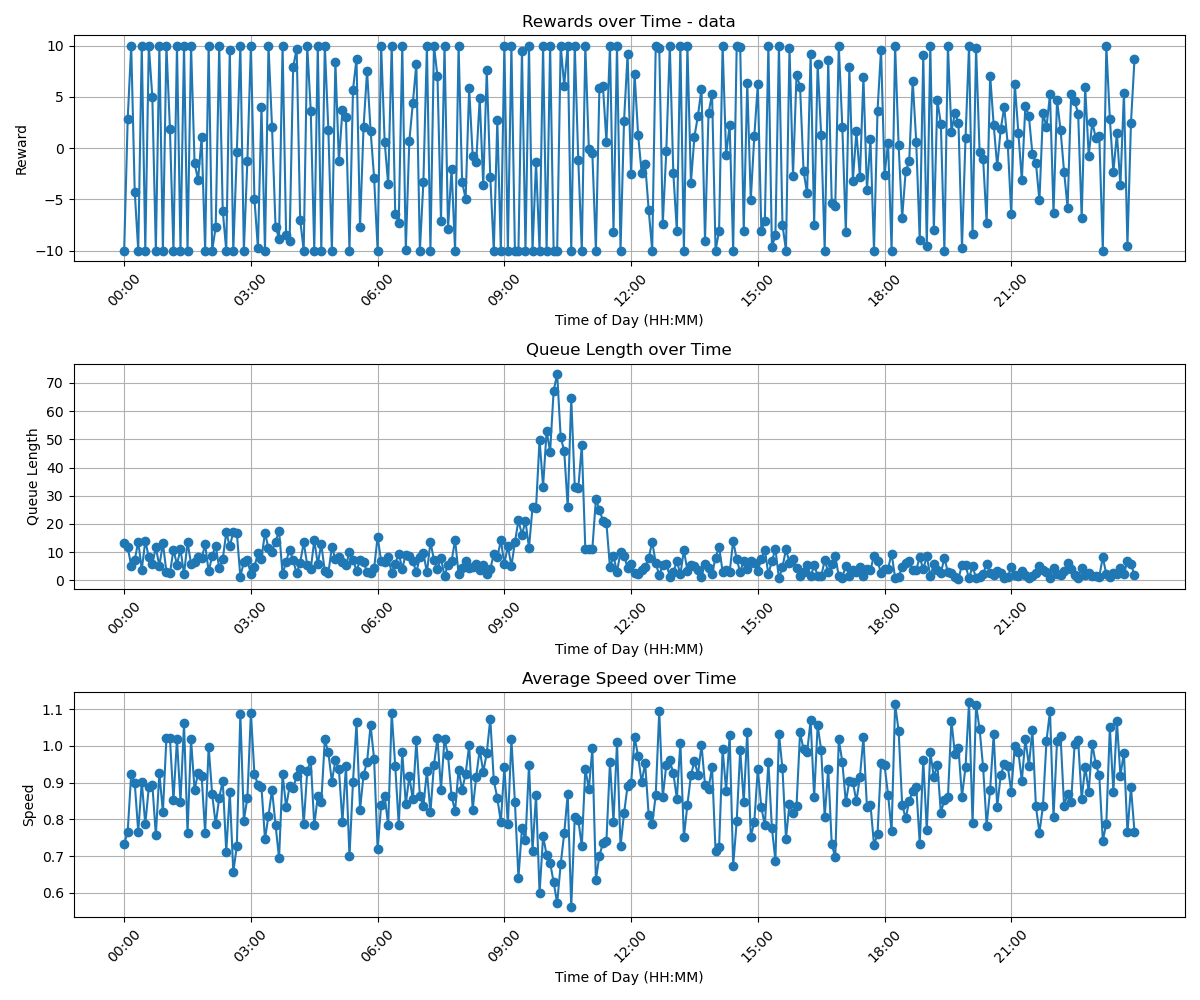 Rewards over Time - data
Reward
10
5
0
−5
−10
00:00 03:00 06:00 09:00 12:00 15:00 18:00 21:00
Time of Day (HH:MM)
Queue Length over Time
Queue Length
70
60
50
40
30
20
10
0
00:00 03:00 06:00 09:00 12:00 15:00 18:00 21:00
Time of Day (HH:MM)
Average Speed over Time
Speed
1.1
1.0
0.9
0.8
0.7
0.6
00:00 03:00 06:00 09:00 12:00 15:00 18:00 21:00
Time of Day (HH:MM)